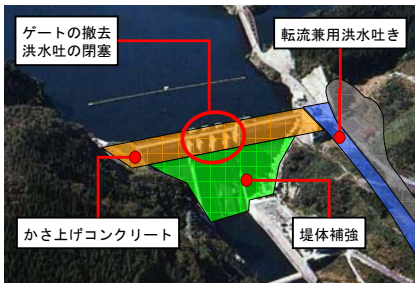 ゲートの撤去
洪水吐の閉塞
転流兼用洪水吐き
かさ上げコンクリート
堤体補強